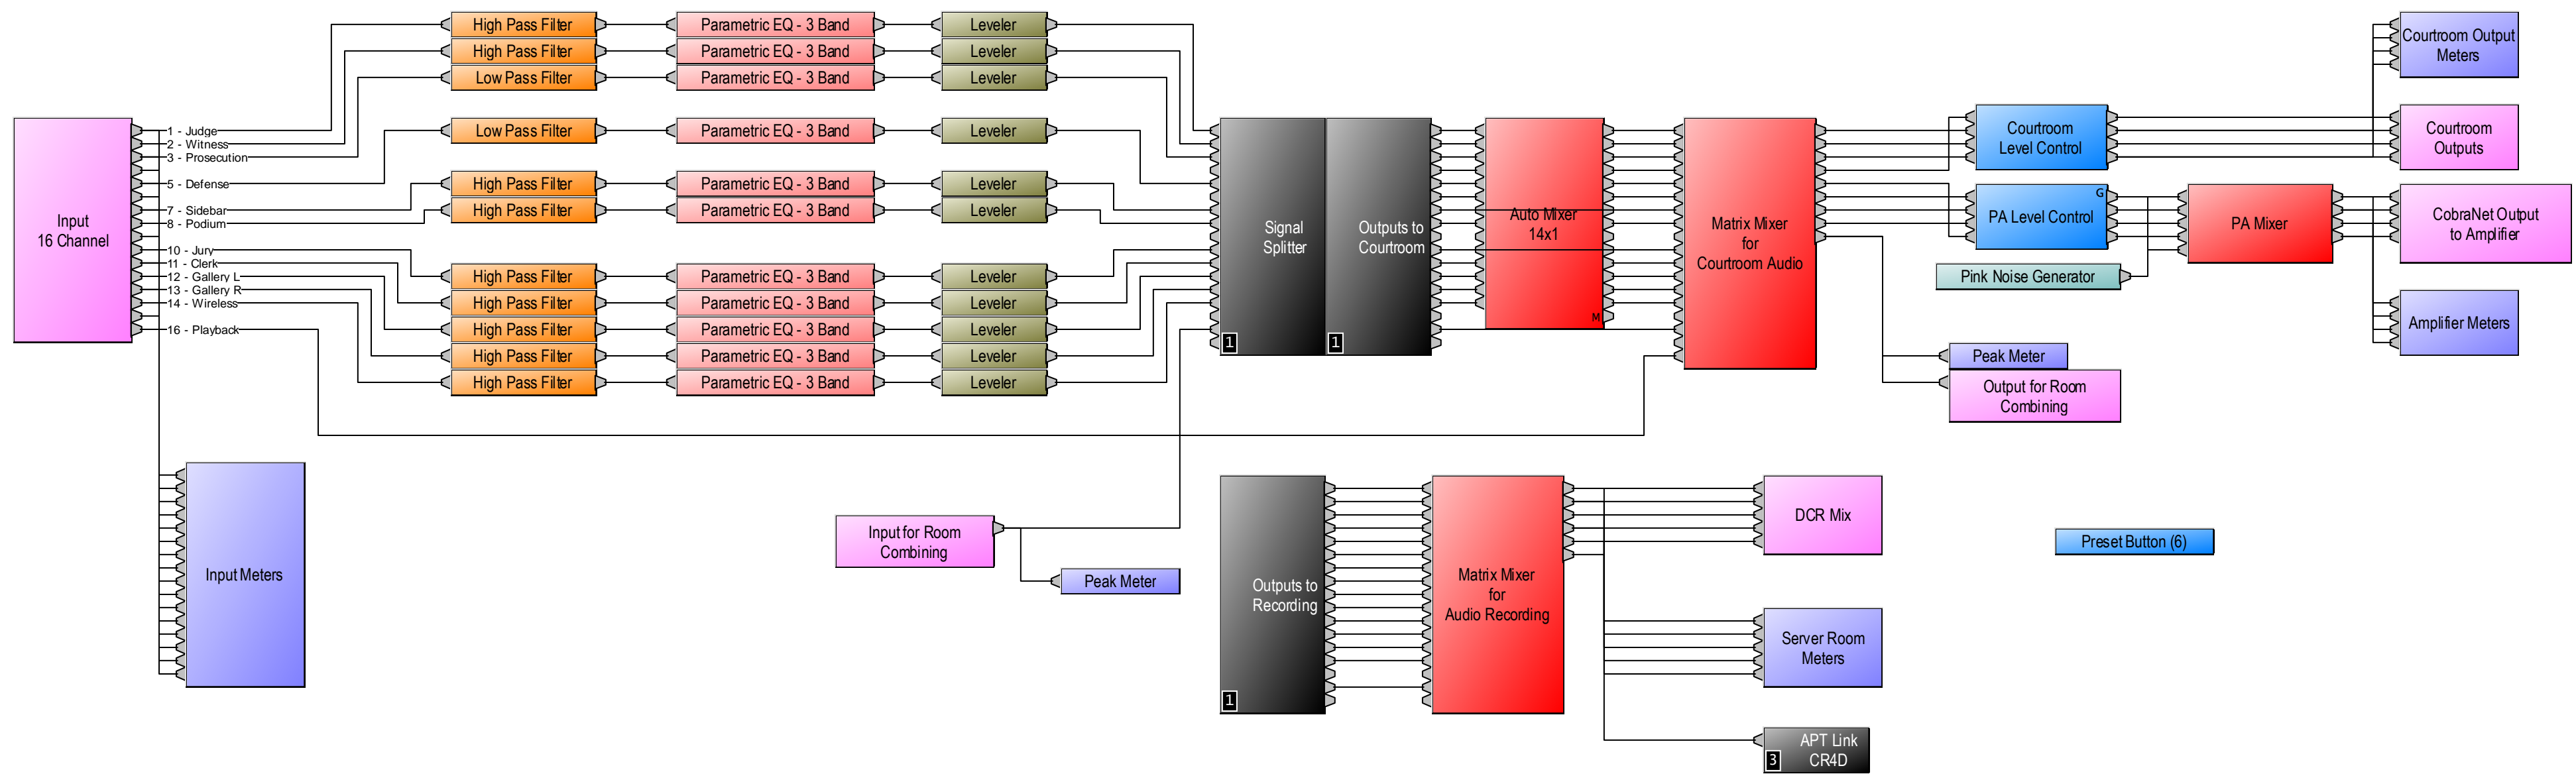 High Pass Filter
Parametric EQ - 3 Band
Leveler
High Pass Filter
Parametric EQ - 3 Band
Leveler
Low Pass Filter
Parametric EQ - 3 Band
Leveler
Low Pass Filter
Parametric EQ - 3 Band
Leveler
High Pass Filter
Parametric EQ - 3 Band
Leveler
High Pass Filter
Parametric EQ - 3 Band
Leveler
High Pass Filter
Parametric EQ - 3 Band
Leveler
High Pass Filter
Parametric EQ - 3 Band
Leveler
High Pass Filter
Parametric EQ - 3 Band
Leveler
High Pass Filter
Parametric EQ - 3 Band
Leveler
High Pass Filter
Parametric EQ - 3 Band
Leveler
Input
16 Channel
1 - Judge
2 - Witness
3 - Prosecution
5 - Defense
7 - Sidebar
8 - Podium
10 - Jury
11 - Clerk
12 - Gallery L
13 - Gallery R
14 - Wireless
16 - Playback
Input Meters
Signal
Splitter
1
Outputs to
Courtroom
1
Auto Mixer
14x1
M
Matrix Mixer
for
Courtroom Audio
Courtroom
Level Control
Courtroom Output
Meters
Courtroom
Outputs
PA Level Control
G
PA Mixer
CobraNet Output
to Amplifier
Pink Noise Generator
Amplifier Meters
Peak Meter
Output for Room
Combining
Input for Room
Combining
Peak Meter
Outputs to
Recording
1
Matrix Mixer
for
Audio Recording
DCR Mix
Server Room
Meters
APT Link
CR4D
3
Preset Button (6)